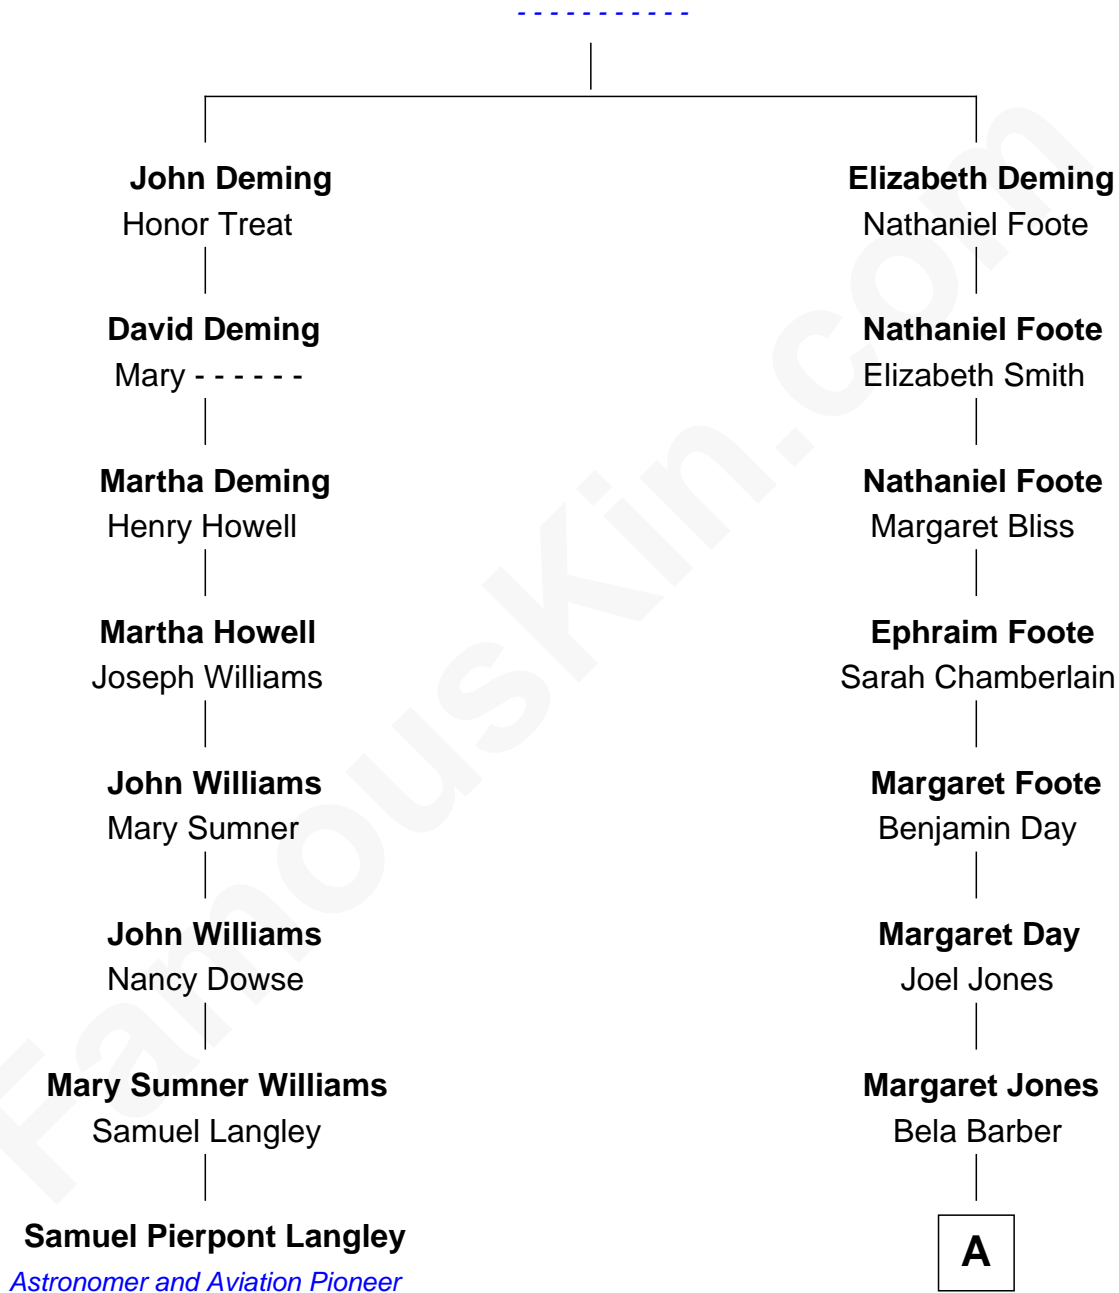 - - - - - - - - - - -
John Deming
Honor Treat
David Deming
Mary - - - - - -
Martha Deming
Henry Howell
Martha Howell
Joseph Williams
John Williams
Mary Sumner
John Williams
Nancy Dowse
Mary Sumner Williams
Samuel Langley
Samuel Pierpont Langley
Astronomer and Aviation Pioneer
Elizabeth Deming
Nathaniel Foote
Nathaniel Foote
Elizabeth Smith
Nathaniel Foote
Margaret Bliss
Ephraim Foote
Sarah Chamberlain
Margaret Foote
Benjamin Day
Margaret Day
Joel Jones
Margaret Jones
Bela Barber
A
FamousKin.com